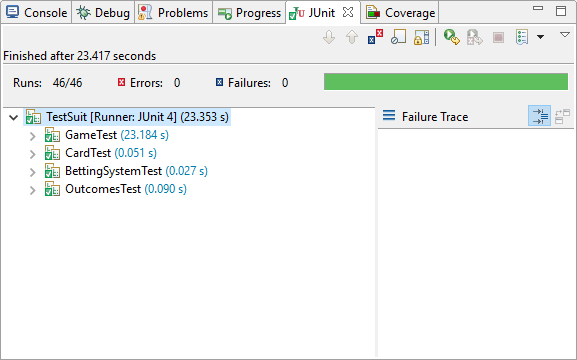 Console Debug Problems Progress JU JUnit Coverage
Finished after 23.417 seconds
Runs: 46/46 Errors: 0 Failures: 0
TestSuit [Runner: JUnit 4] (23.353 s)
Failure Trace
GameTest (23.184 s)
CardTest (0.051 s)
BettingSystemTest (0.027 s)
OutcomesTest (0.090 s)